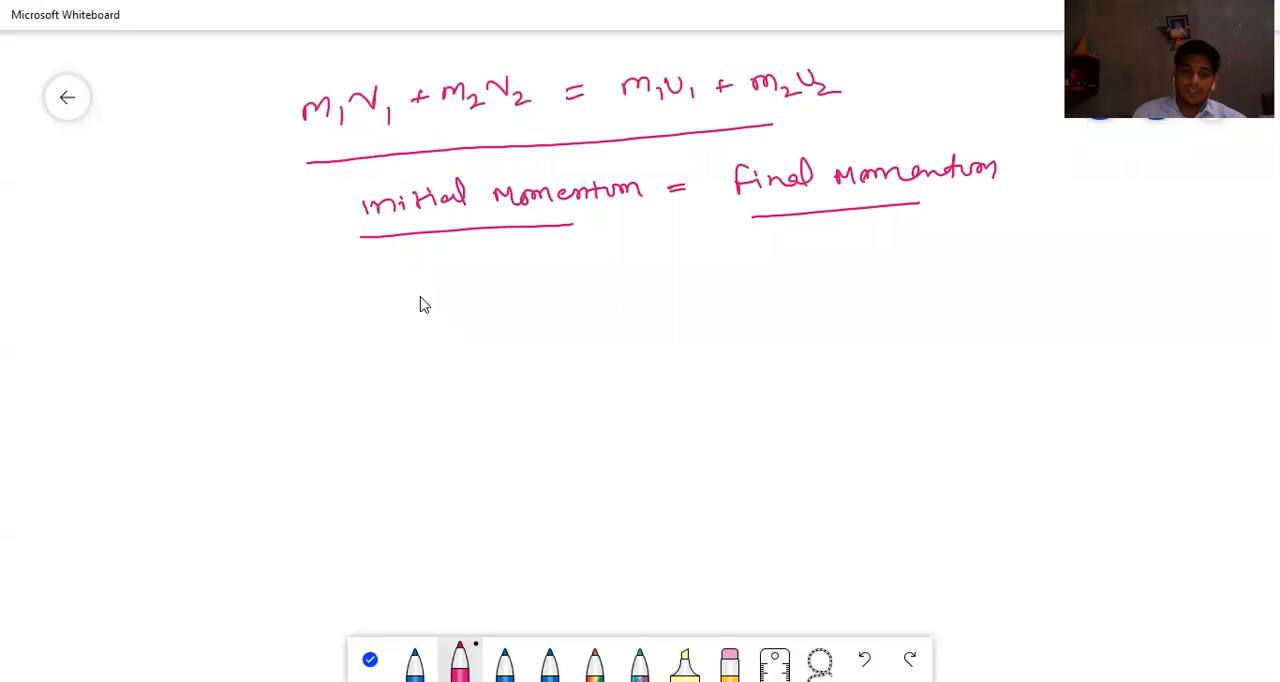 Microsoft Whiteboard
m₁v₁ + m₂v₂ = m₁u₁ + m₂u₂
initial momentum = final momentum